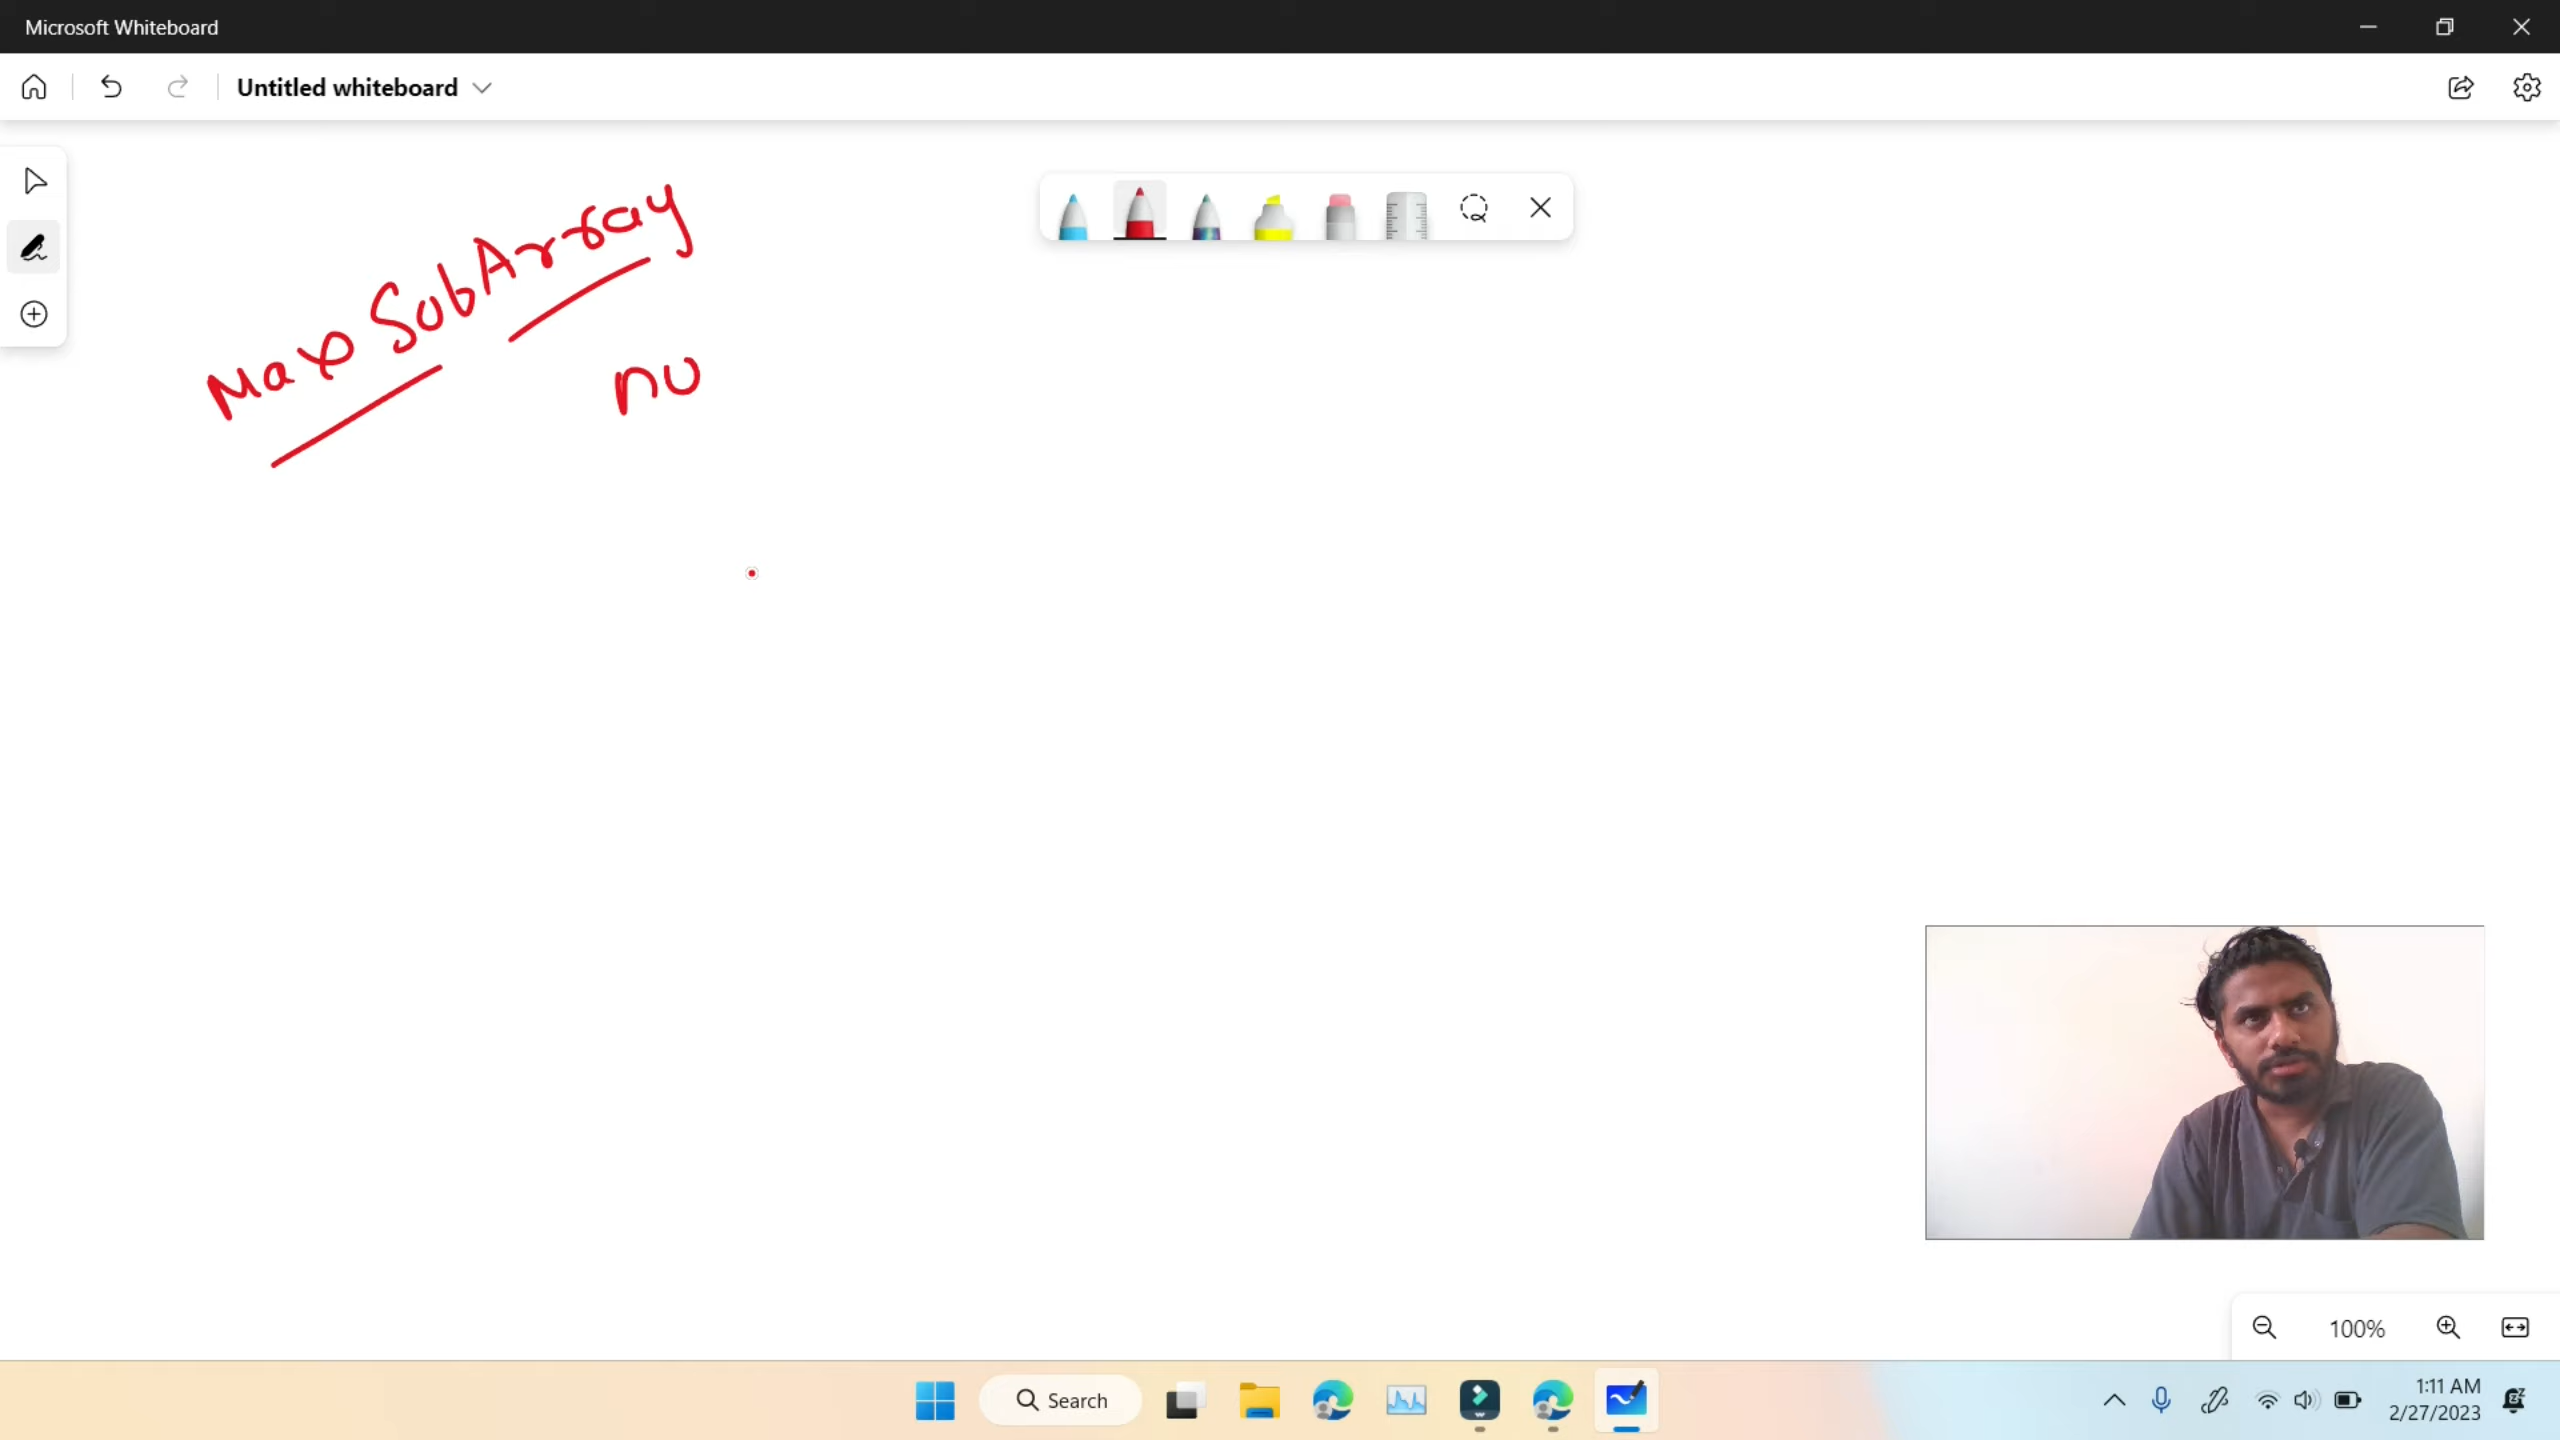 Microsoft Whiteboard
Untitled whiteboard
Max SubArray
nu
100%
Search
1:11 AM
2/27/2023